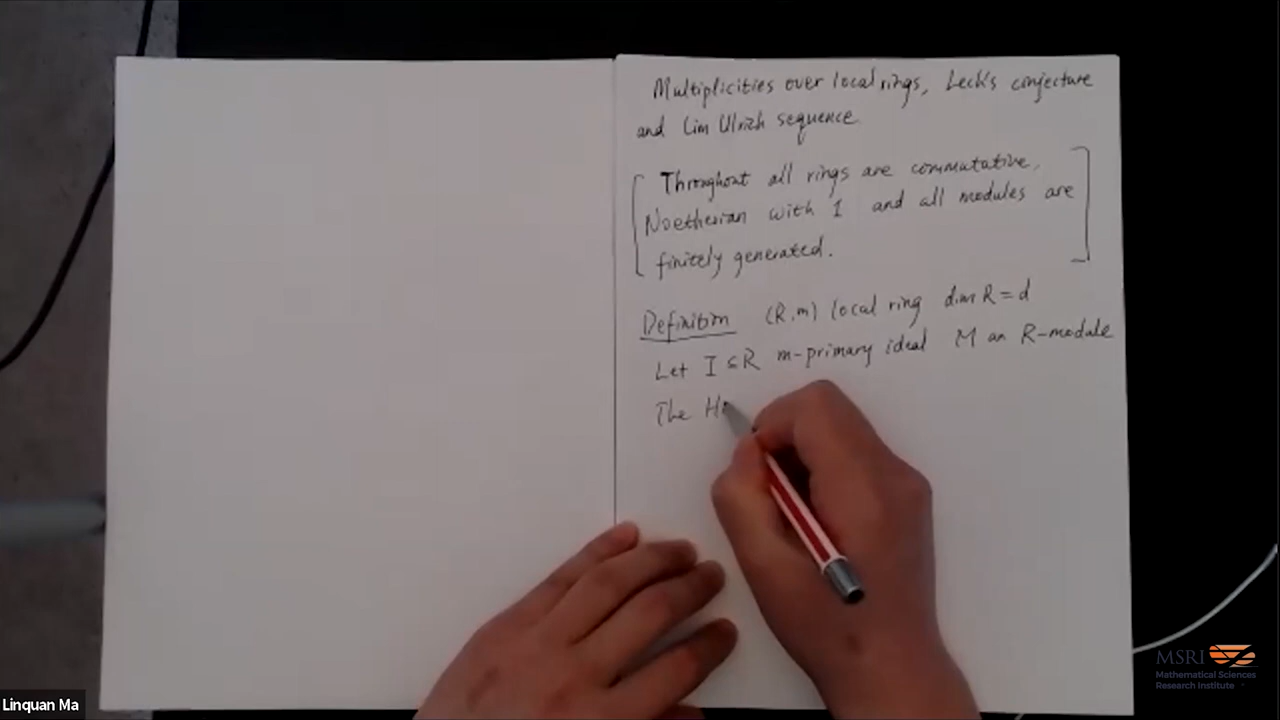 Multiplicities over local rings, Lech's conjecture
and Lim Ulrich sequence
Throughout all rings are commutative,
Noetherian with 1 and all modules are
finitely generated.
Definition (R.m) local ring dim R = d
Let I ⊆ R m-primary ideal M an R-module
The H
MSRI
Mathematical Sciences
Research Institute
Linquan Ma